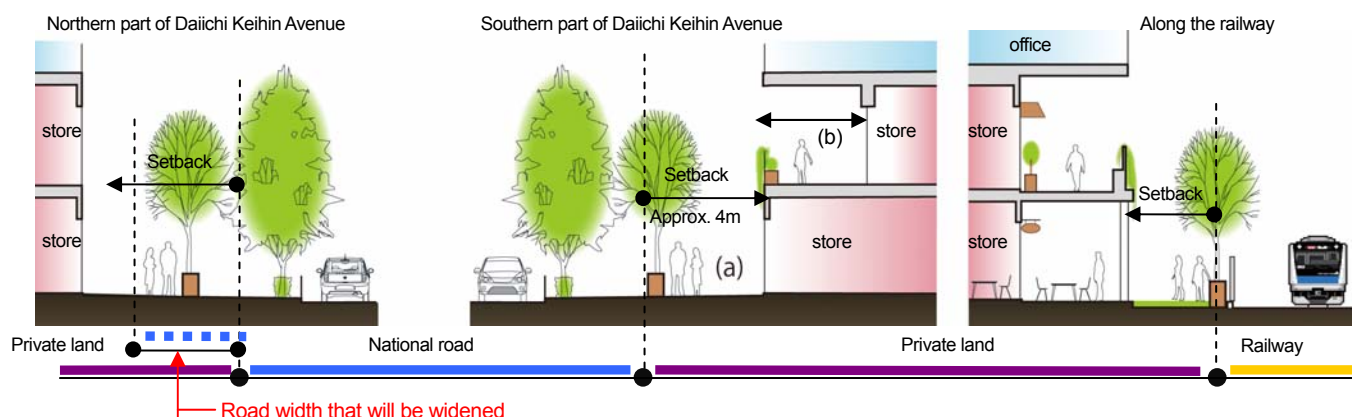 Northern part of Daiichi Keihin Avenue
Southern part of Daiichi Keihin Avenue
Along the railway
office
store
Setback
store
(b)
store
Setback
Approx. 4m
store
(a)
store
Setback
store
Private land
National road
Private land
Railway
Road width that will be widened